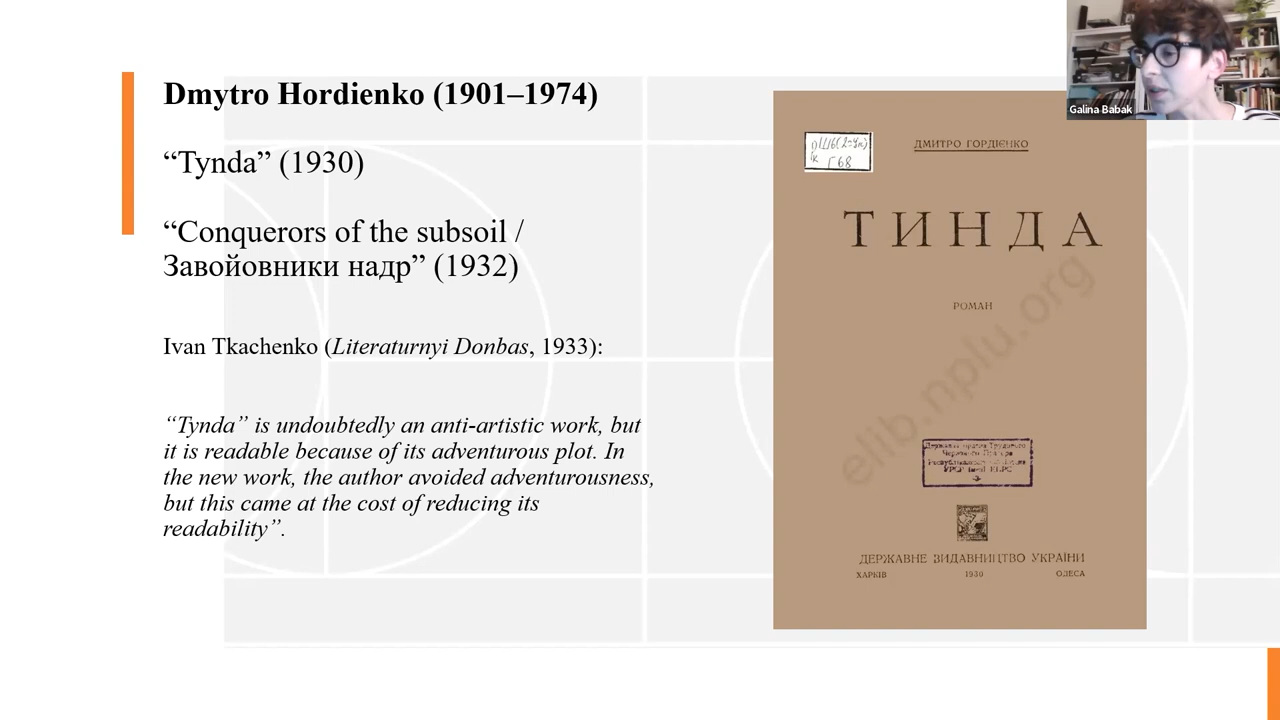 Dmytro Hordienko (1901–1974)
“Tynda” (1930)
“Conquerors of the subsoil /
Завойовники надр” (1932)
Ivan Tkachenko (Literaturnyi Donbas, 1933):
“Tynda” is undoubtedly an anti-artistic work, but
it is readable because of its adventurous plot. In
the new work, the author avoided adventurousness,
but this came at the cost of reducing its
readability”.
Galina Babak
Г68
ДМИТРО ГОРДІЄНКО
ТИНДА
РОМАН
elib.nplu.org
ДЕРЖАВНЕ ВИДАВНИЦТВО УКРАЇНИ
ХАРКІВ 1930 ОДЕСА